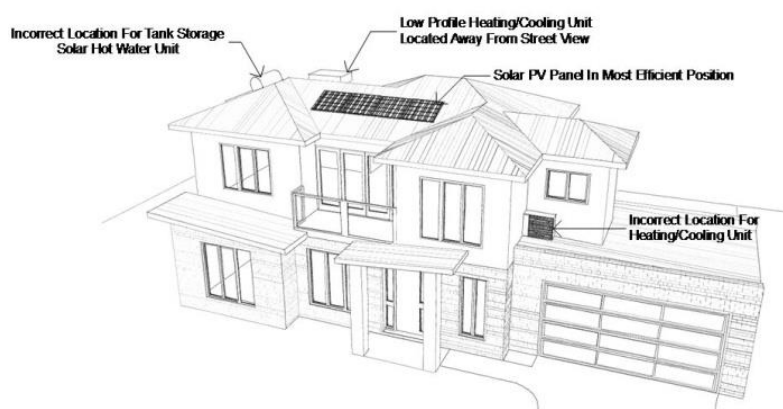 Incorrect Location For Tank Storage
Solar Hot Water Unit
Low Profile Heating/Cooling Unit
Located Away From Street View
Solar PV Panel In Most Efficient Position
Incorrect Location For
Heating/Cooling Unit